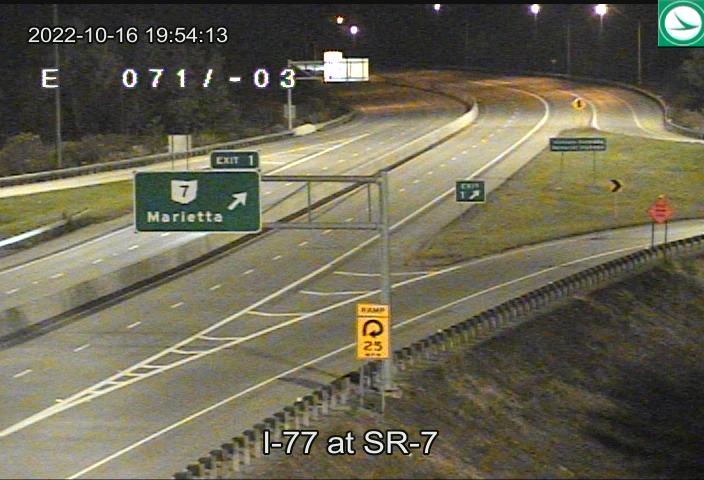 2022-10-16 19:54:13
E 071/-03
EXIT 1
7
Marietta
EXIT
1
RAMP
25
MPH
I-77 at SR-7